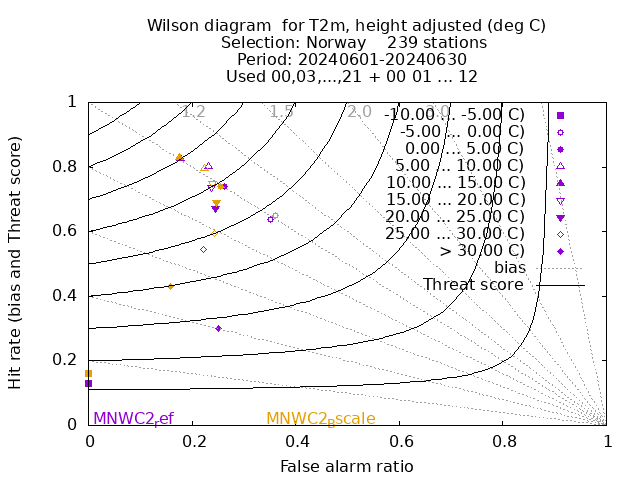 Wilson diagram  for T2m, height adjusted (deg C)
Selection: Norway    239 stations
Period: 20240601-20240630
Used 00,03,...,21 + 00 01 ... 12
Hit rate (bias and Threat score)
1
0.8
0.6
0.4
0.2
0
1.2
1.5
2.0
3.0
-10.00 ... -5.00 C)
-5.00 ... 0.00 C)
0.00 ... 5.00 C)
5.00 ... 10.00 C)
10.00 ... 15.00 C)
15.00 ... 20.00 C)
20.00 ... 25.00 C)
25.00 ... 30.00 C)
> 30.00 C)
bias
Threat score
MNWC2ref
MNWC2Bscale
0 0.2 0.4 0.6 0.8 1
False alarm ratio